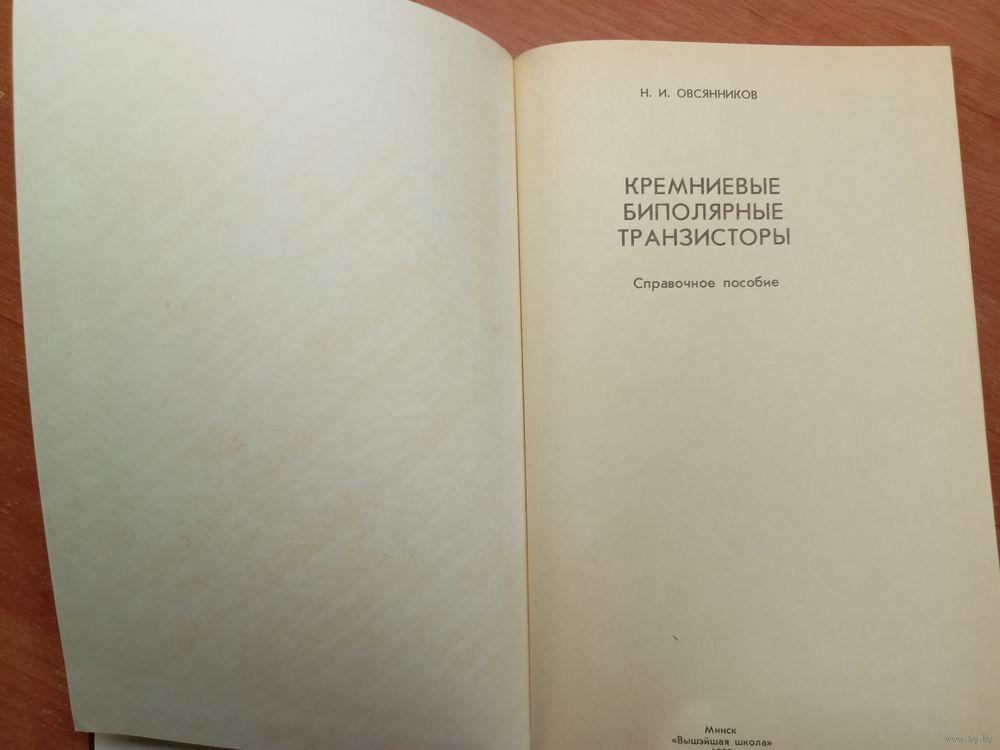 Н. И. ОВСЯННИКОВ
КРЕМНИЕВЫЕ
БИПОЛЯРНЫЕ
ТРАНЗИСТОРЫ
Справочное пособие
Минск
«Вышэйшая школа»
www.ay.by